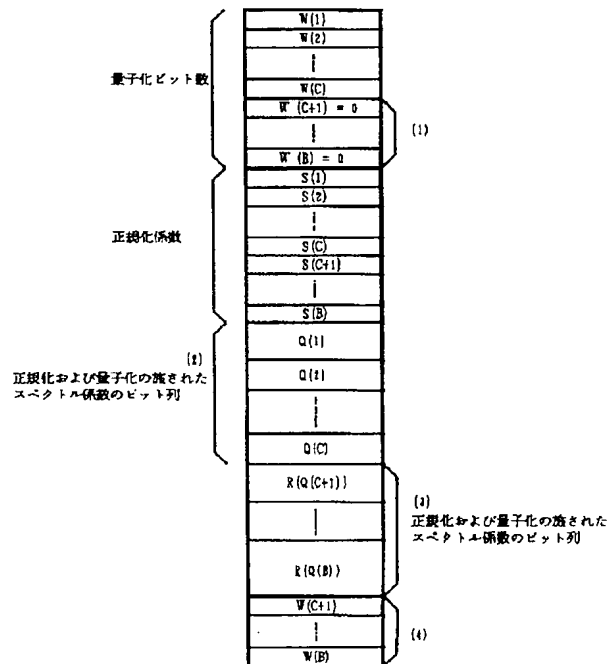 W(1)
W(2)
量子化ビット数
W(C)
W (C+1) = 0
(1)
W (B) = 0
S(1)
S(2)
正規化係数
S(C)
S(C+1)
S(B)
(2)
正規化および量子化の施された
スペクトル係数のビット列
Q(1)
Q(2)
Q(C)
R(Q(C+1))
(3)
正規化および量子化の施された
スペクトル係数のビット列
R(Q(B))
W(C+1)
(4)
W(B)